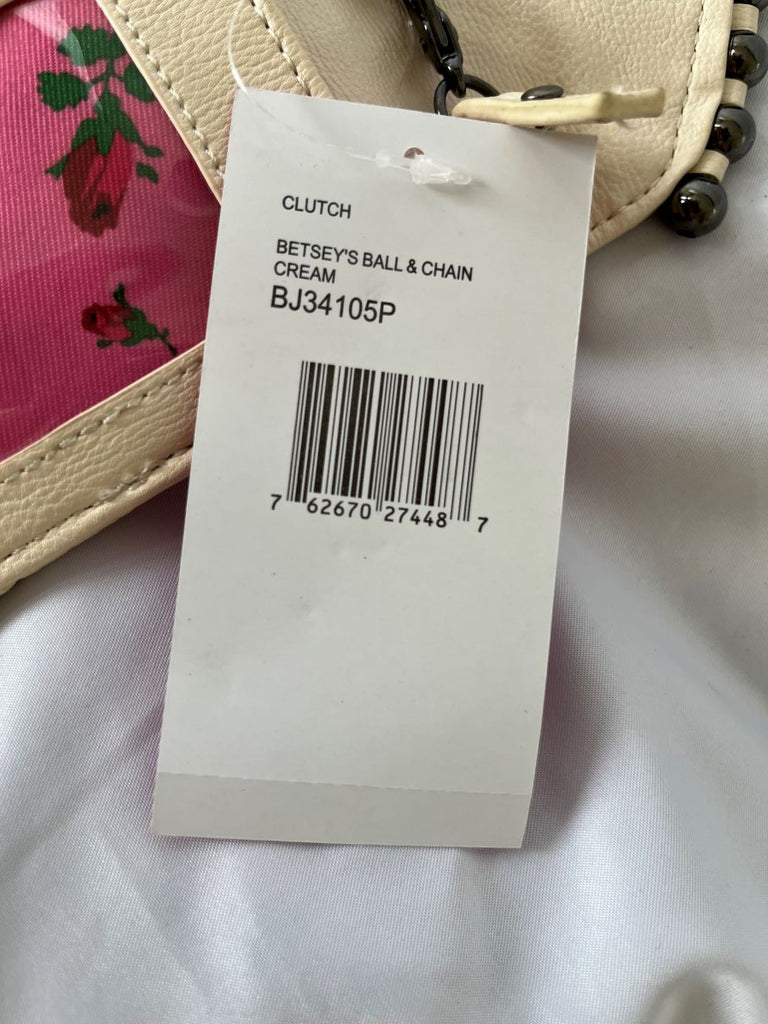 CLUTCH
BETSEY'S BALL & CHAIN
CREAM
BJ34105P
7 62670 27448 7